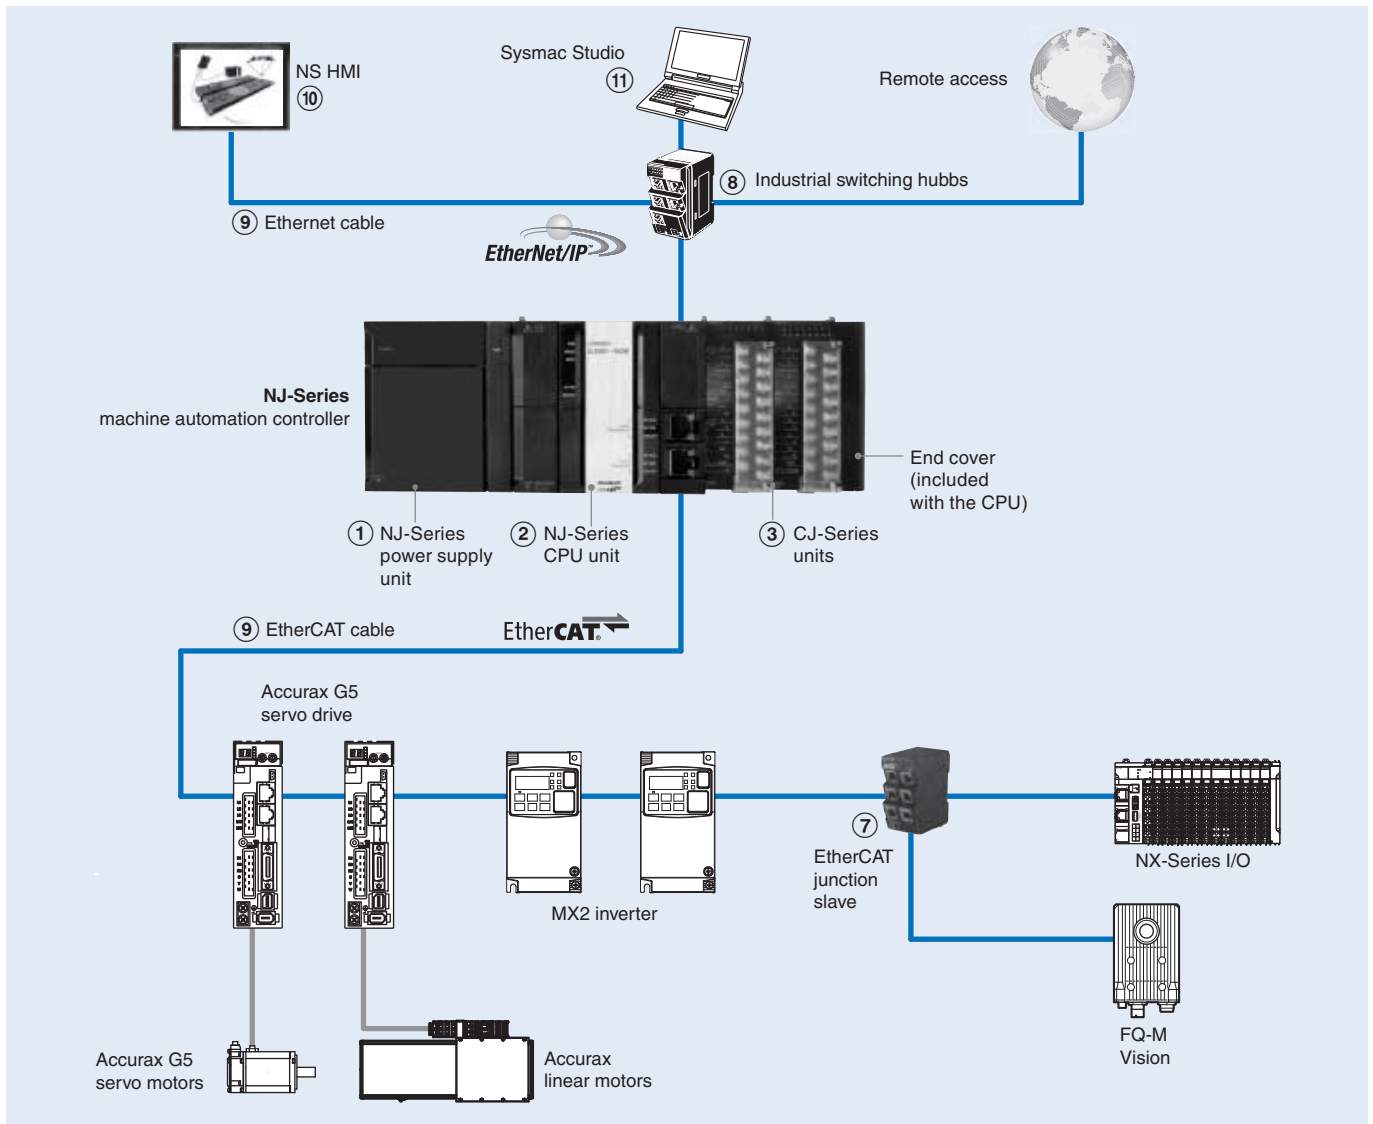 NS HMI
10
Sysmac Studio
11
Remote access
8 Industrial switching hubbs
9 Ethernet cable
EtherNet/IP™
NJ-Series
machine automation controller
End cover
(included
with the CPU)
1 NJ-Series
power supply
unit
2 NJ-Series
CPU unit
3 CJ-Series
units
9 EtherCAT cable
EtherCAT®
Accurax G5
servo drive
MX2 inverter
7
EtherCAT
junction
slave
NX-Series I/O
FQ-M
Vision
Accurax G5
servo motors
Accurax
linear motors